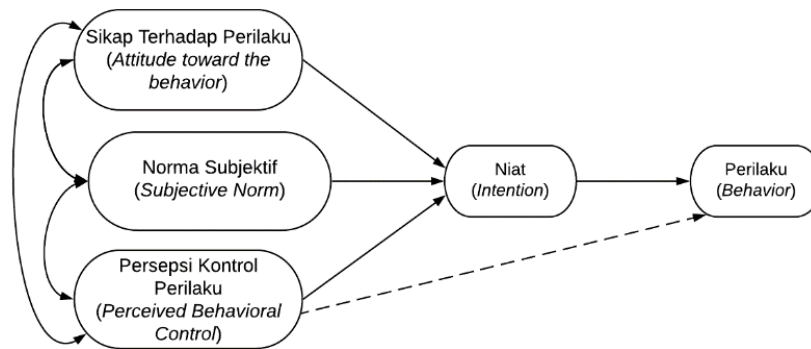 Sikap Terhadap Perilaku
(Attitude toward the
behavior)
Norma Subjektif
(Subjective Norm)
Persepsi Kontrol
Perilaku
(Perceived Behavioral
Control)
Niat
(Intention)
Perilaku
(Behavior)